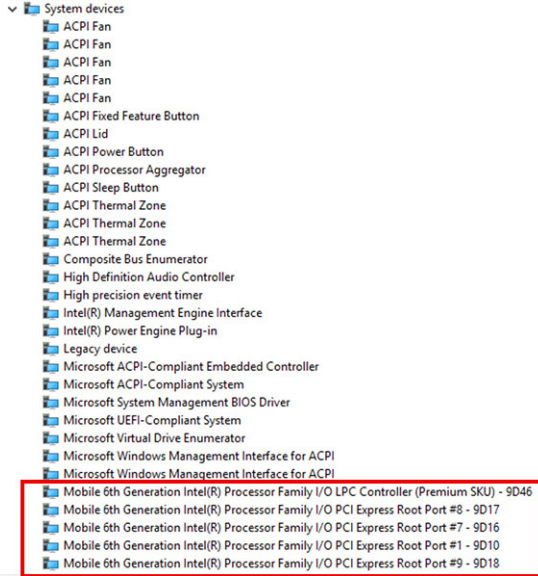 System devices
ACPI Fan
ACPI Fan
ACPI Fan
ACPI Fan
ACPI Fan
ACPI Fixed Feature Button
ACPI Lid
ACPI Power Button
ACPI Processor Aggregator
ACPI Sleep Button
ACPI Thermal Zone
ACPI Thermal Zone
ACPI Thermal Zone
Composite Bus Enumerator
High Definition Audio Controller
High precision event timer
Intel(R) Management Engine Interface
Intel(R) Power Engine Plug-in
Legacy device
Microsoft ACPI-Compliant Embedded Controller
Microsoft ACPI-Compliant System
Microsoft System Management BIOS Driver
Microsoft UEFI-Compliant System
Microsoft Virtual Drive Enumerator
Microsoft Windows Management Interface for ACPI
Microsoft Windows Management Interface for ACPI
Mobile 6th Generation Intel(R) Processor Family I/O LPC Controller (Premium SKU) - 9D46
Mobile 6th Generation Intel(R) Processor Family I/O PCI Express Root Port #8 - 9D17
Mobile 6th Generation Intel(R) Processor Family I/O PCI Express Root Port #7 - 9D16
Mobile 6th Generation Intel(R) Processor Family I/O PCI Express Root Port #1 - 9D10
Mobile 6th Generation Intel(R) Processor Family I/O PCI Express Root Port #9 - 9D18